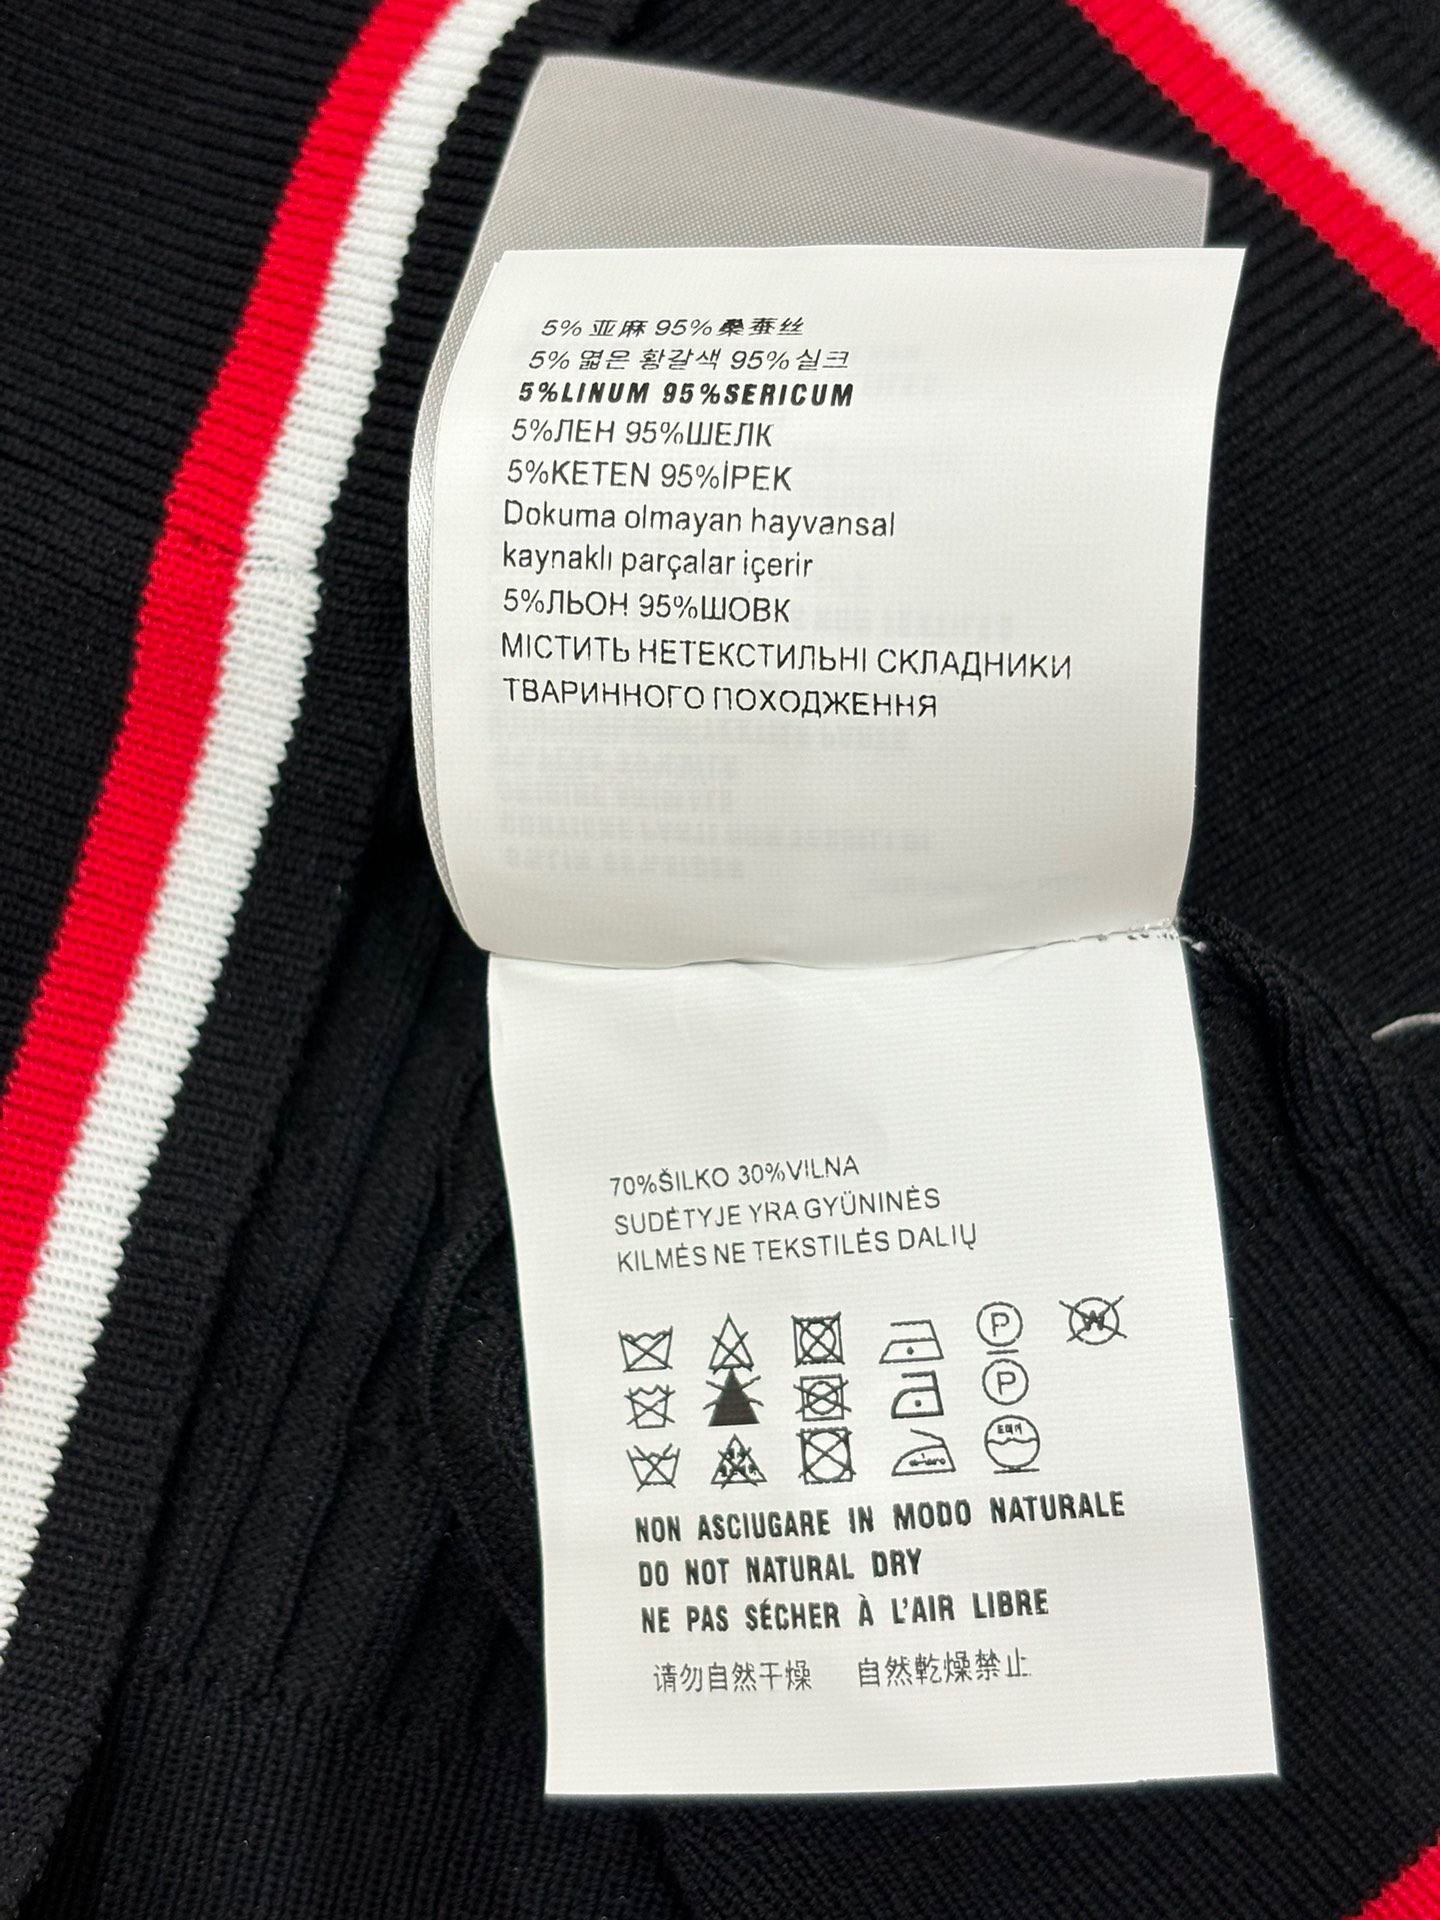 5% 亚麻 95% 桑蚕丝
5% 엷은 황갈색 95% 실크
5%LINUM 95%SERICUM
5%ЛЕН 95%ШЕЛК
5%KETEN 95%İPEK
Dokuma olmayan hayvansal
kaynaklı parçalar içerir
5%ЛЬОН 95%ШОВК
МІСТИТЬ НЕТЕКСТИЛЬНІ СКЛАДНИКИ
ТВАРИННОГО ПОХОДЖЕННЯ
70%ŠILKO 30%VILNA
SUDĖTYJE YRA GYŪNINĖS
KILMĖS NE TEKSTILĖS DALIŲ
P W
P
NON ASCIUGARE IN MODO NATURALE
DO NOT NATURAL DRY
NE PAS SÉCHER À L'AIR LIBRE
请勿自然干燥 自然乾燥禁止